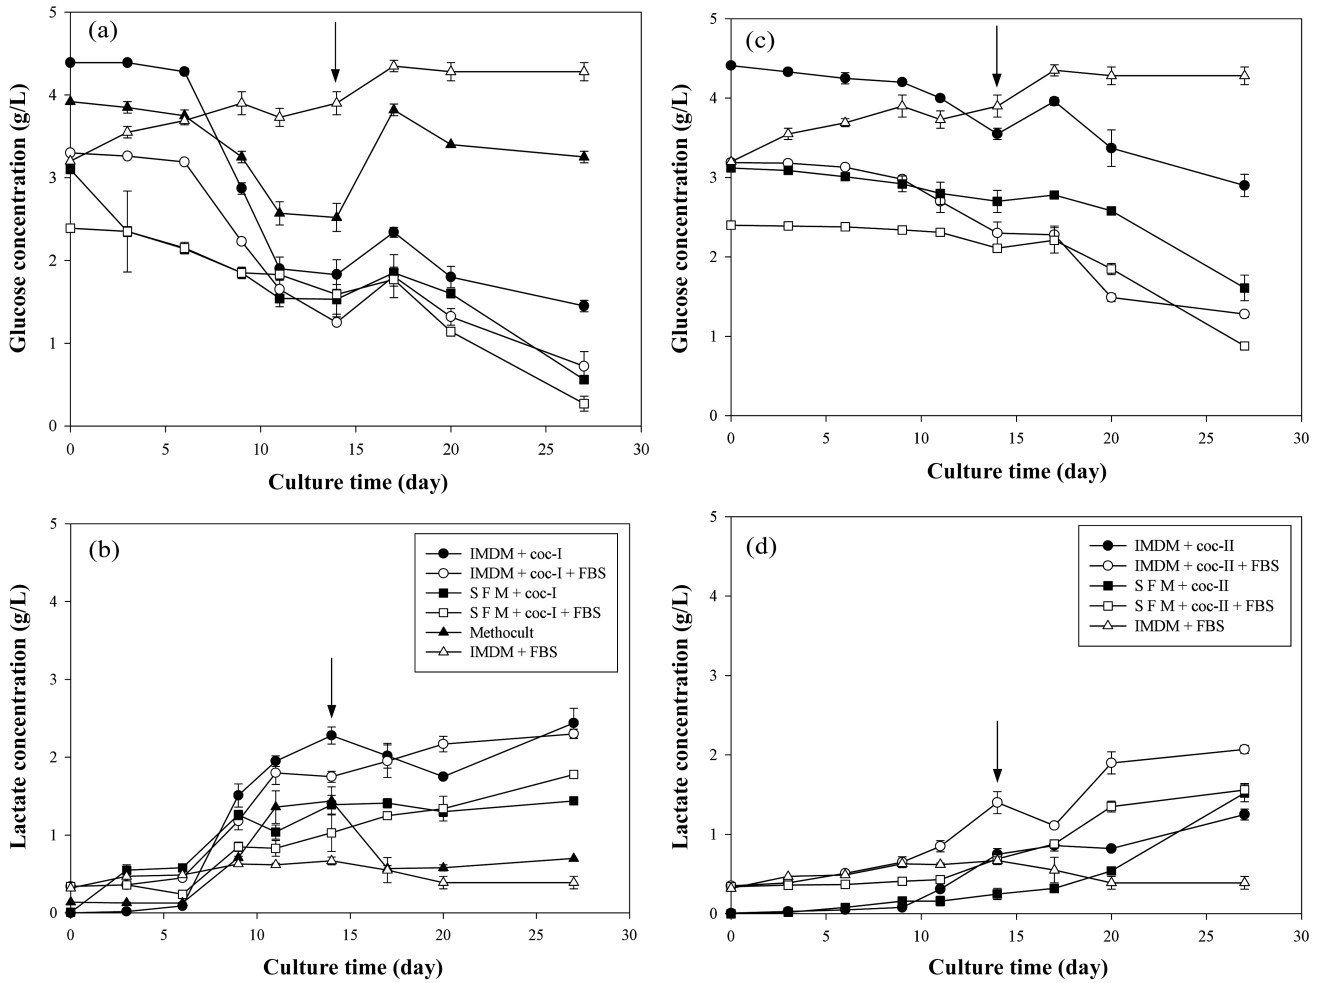 (a)
Glucose concentration (g/L)
5
4
3
2
1
0
0 5 10 15 20 25 30
Culture time (day)
(c)
Glucose concentration (g/L)
5
4
3
2
1
0
0 5 10 15 20 25 30
Culture time (day)
(b)
Lactate concentration (g/L)
5
4
3
2
1
0
IMDM + coc-I
IMDM + coc-I + FBS
S F M + coc-I
S F M + coc-I + FBS
Methocult
IMDM + FBS
0 5 10 15 20 25 30
Culture time (day)
(d)
Lactate concentration (g/L)
5
4
3
2
1
0
IMDM + coc-II
IMDM + coc-II + FBS
S F M + coc-II
S F M + coc-II + FBS
IMDM + FBS
0 5 10 15 20 25 30
Culture time (day)